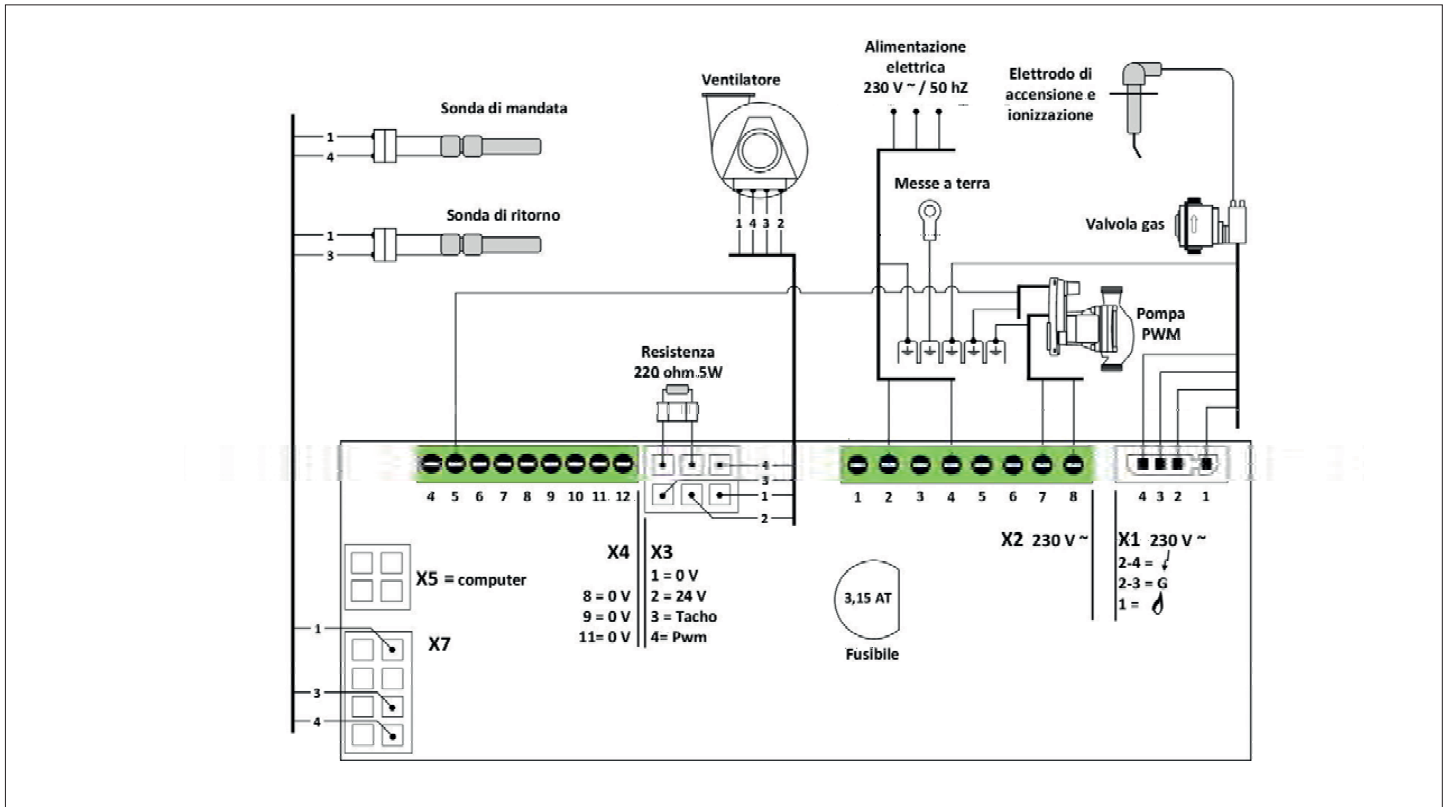 Alimentazione
elettrica
230 V ~ / 50 hZ
Ventilatore
Elettrodo di
accensione e
ionizzazione
Sonda di mandata
1
4
Messe a terra
Sonda di ritorno
1
3
1 4 3 2
Valvola gas
Pompa
PWM
Resistenza
220 ohm 5W
4
3
1
2
4 5 6 7 8 9 10 11 12
1 2 3 4 5 6 7 8
4 3 2 1
X4
8 = 0 V
9 = 0 V
11= 0 V
X3
1 = 0 V
2 = 24 V
3 = Tacho
4= Pwm
X2 230 V ~
X1 230 V ~
2-4 =
2-3 = G
1 =
X5 = computer
3,15 AT
Fusibile
X7
1
3
4